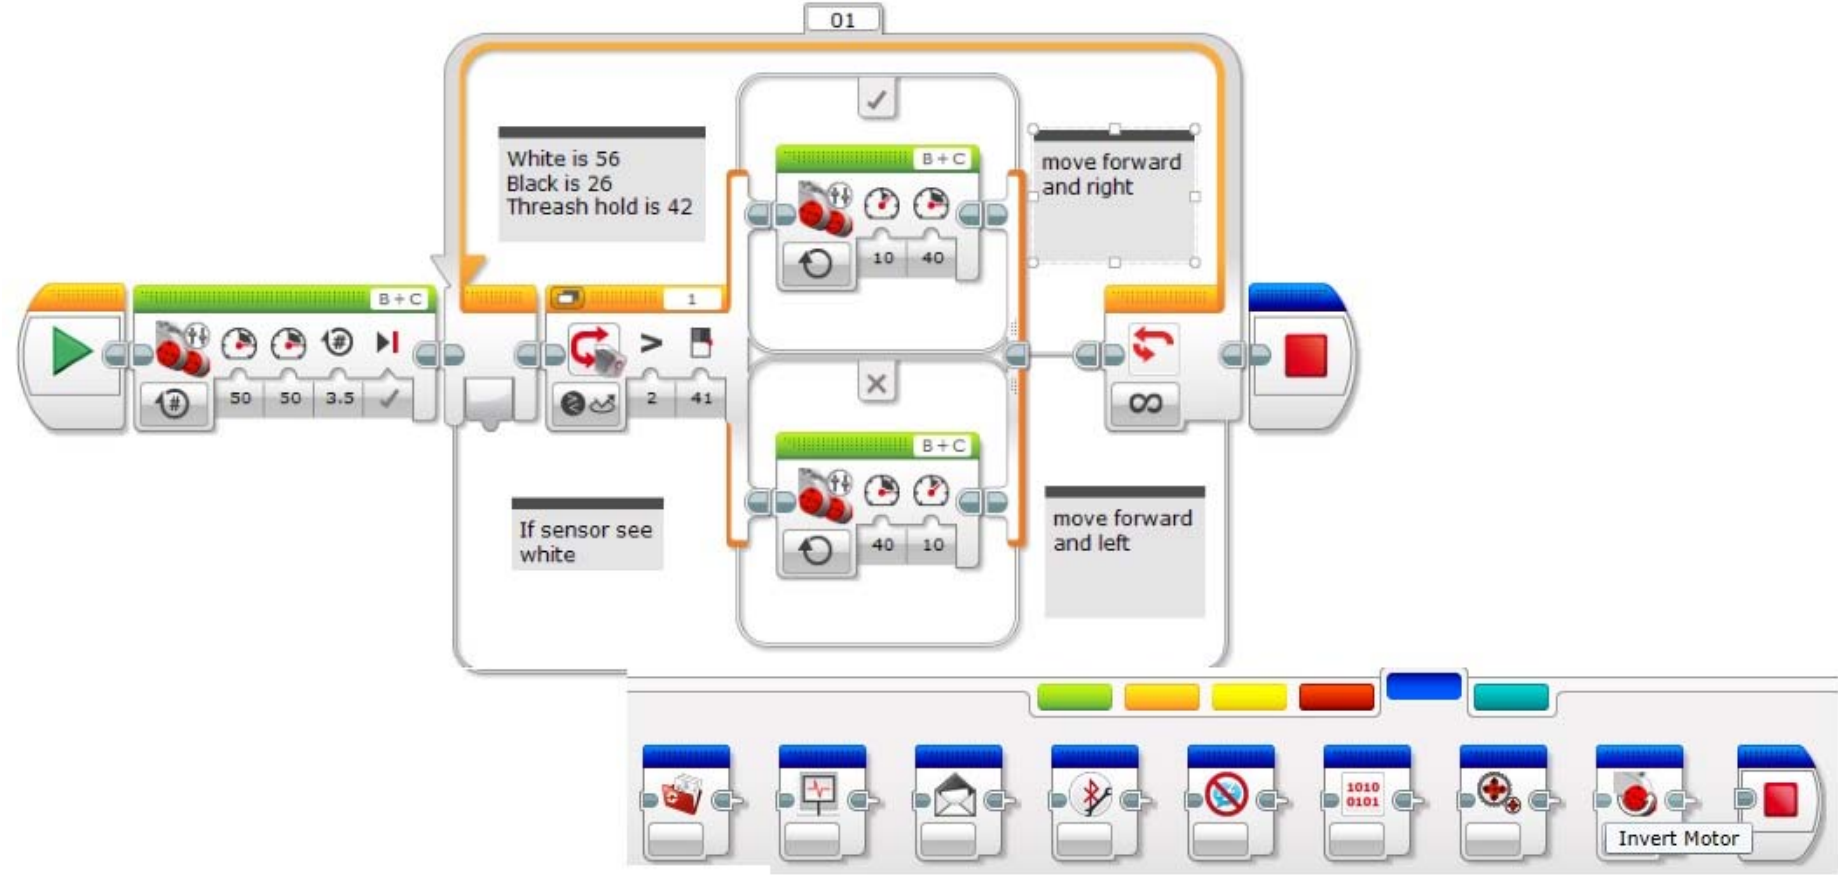 01
White is 56
Black is 26
Threash hold is 42
B + C
move forward
and right
10 40
B + C
1
#
>
#
50 50 3.5
2 41
∞
B + C
If sensor see
white
40 10
move forward
and left
1010
0101
Invert Motor